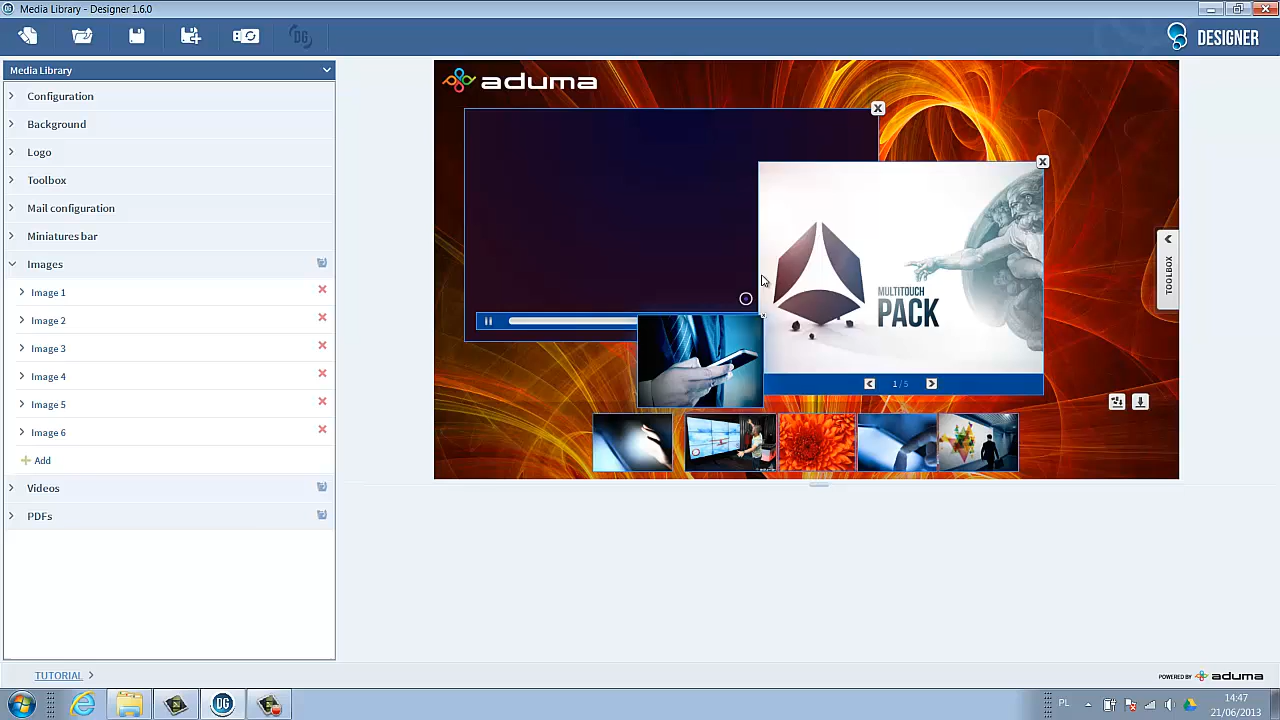 Media Library - Designer 1.6.0
DG
DESIGNER
Media Library
Configuration
Background
Logo
Toolbox
Mail configuration
Miniatures bar
Images
Image 1
Image 2
Image 3
Image 4
Image 5
Image 6
Add
Videos
PDFs
aduma
MULTITOUCH
PACK
1 / 5
TOOLBOX
TUTORIAL
POWERED BY aduma
DG
PL
14:47
21/06/2013